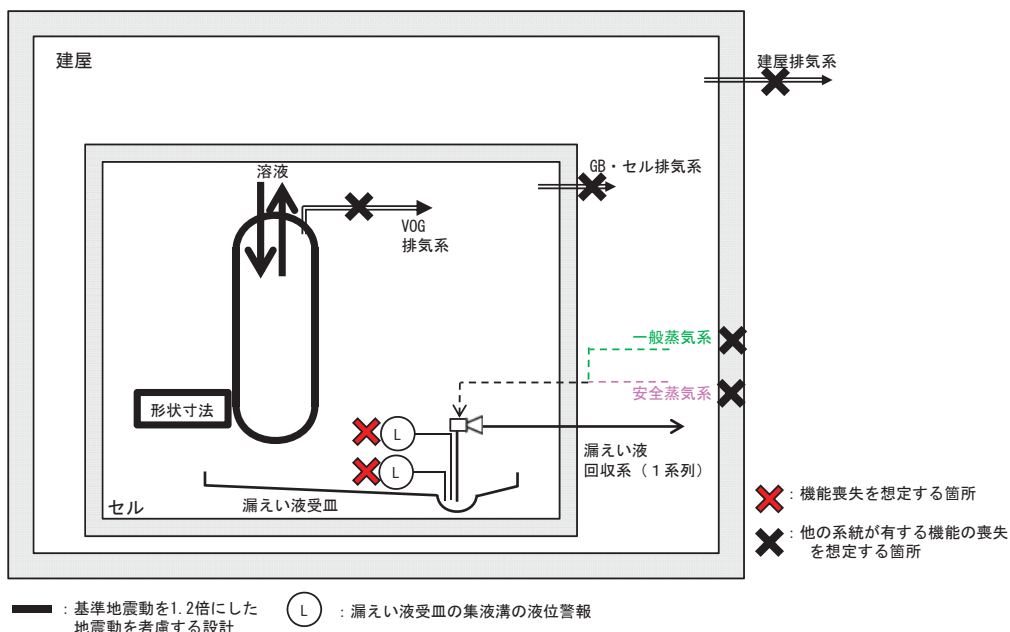 建屋
建屋排気系
GB・セル排気系
溶液
VOG
排気系
一般蒸気系
安全蒸気系
形状寸法
L
L
漏えい液
回収系（１系列）
漏えい液受皿
セル
：機能喪失を想定する箇所
：他の系統が有する機能の喪失
を想定する箇所
：基準地震動を1.2倍にした
地震動を考慮する設計
L
：漏えい液受皿の集液溝の液位警報